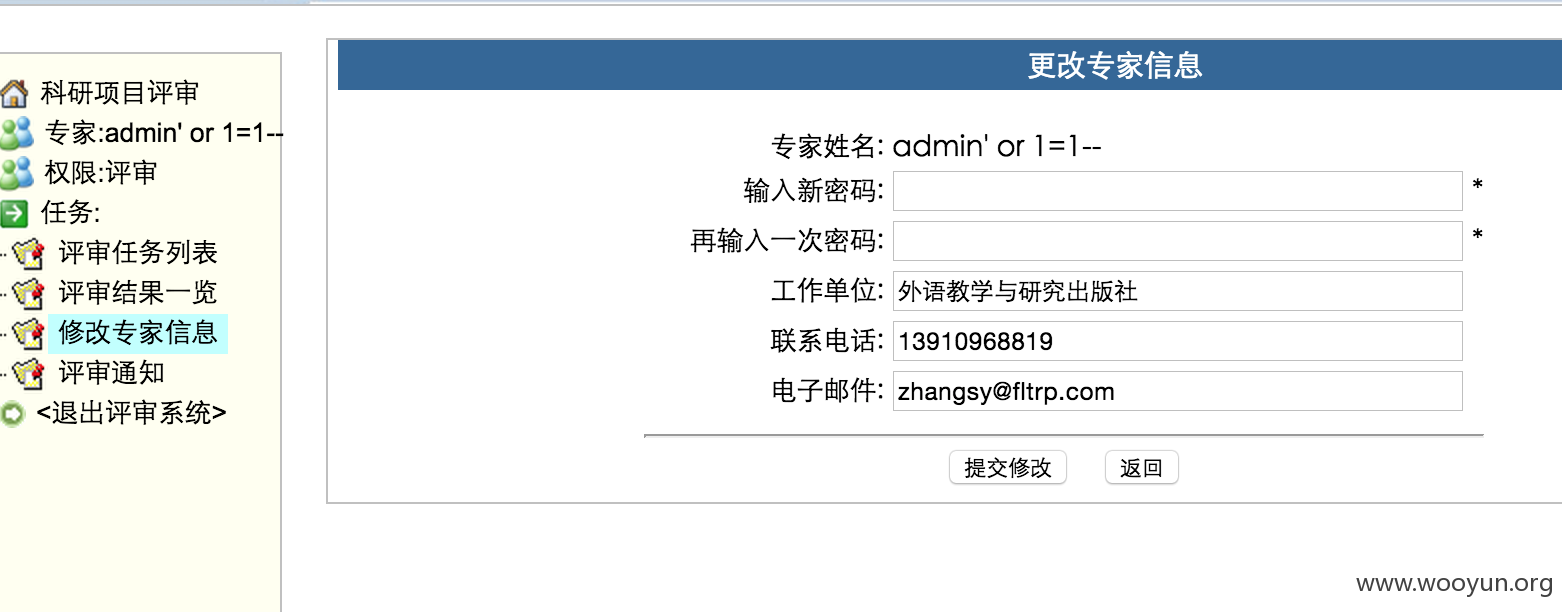 科研项目评审
专家:admin' or 1=1--
权限:评审
任务:
评审任务列表
评审结果一览
修改专家信息
评审通知
<退出评审系统>
更改专家信息
专家姓名: admin' or 1=1--
输入新密码: *
再输入一次密码: *
工作单位: 外语教学与研究出版社
联系电话: 13910968819
电子邮件: zhangsy@fltrp.com
提交修改 返回
www.wooyun.org